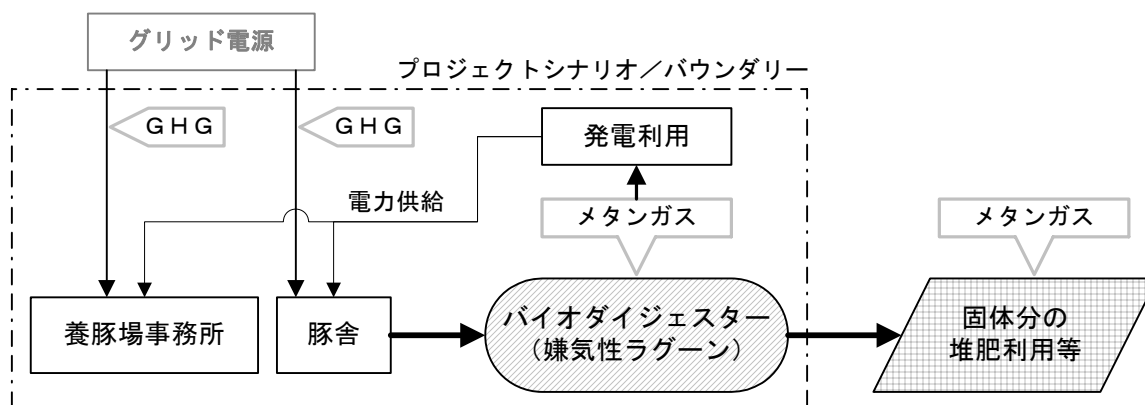 グリッド電源
プロジェクトシナリオ／バウンダリー
ＧＨＧ
ＧＨＧ
発電利用
電力供給
メタンガス
メタンガス
養豚場事務所
豚舎
バイオダイジェスター
（嫌気性ラグーン）
固体分の
堆肥利用等